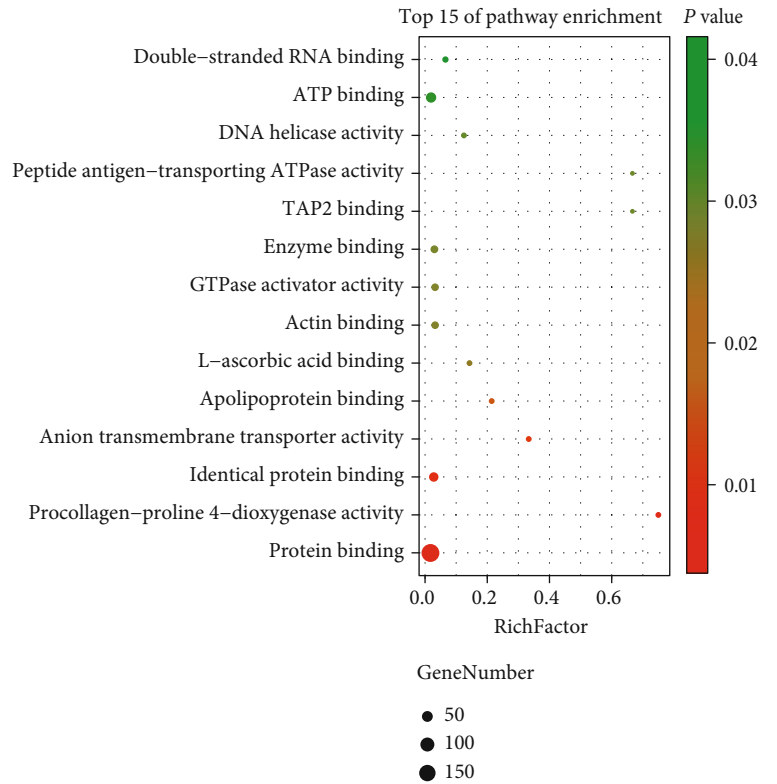 Top 15 of pathway enrichment
P value
Double−stranded RNA binding
ATP binding
DNA helicase activity
Peptide antigen−transporting ATPase activity
TAP2 binding
Enzyme binding
GTPase activator activity
Actin binding
L−ascorbic acid binding
Apolipoprotein binding
Anion transmembrane transporter activity
Identical protein binding
Procollagen−proline 4−dioxygenase activity
Protein binding
0.04
0.03
0.02
0.01
0.0 0.2 0.4 0.6
RichFactor
GeneNumber
50
100
150